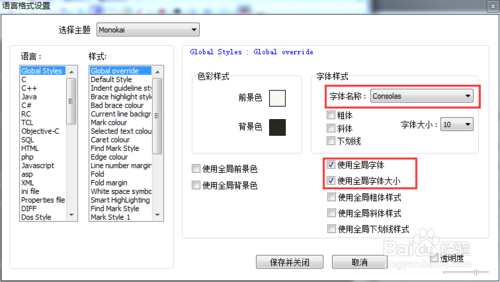 语言格式设置
选择主题
Monokai
语言：
Global Styles
C
C++
Java
C#
RC
TCL
Objective-C
SQL
HTML
php
Javascript
asp
XML
ini file
Properties file
DIFF
Dos Style
样式:
Global override
Default Style
Indent guideline sty
Brace highlight style
Bad brace colour
Current line backgro
Selected text colour
Caret colour
Find Mark Style
Edge colour
Line number margin
Fold
Fold margin
White space symbol
Smart HighLighting
Find Mark Style
Mark Style 1
Global Styles : Global override
色彩样式
前景色
背景色
使用全局前景色
使用全局背景色
字体样式
字体名称： Consolas
粗体
斜体
下划线
字体大小： 10
使用全局字体
使用全局字体大小
使用全局粗体样式
使用全局斜体样式
使用全局下划线样式
保存并关闭
取消
透明度
Baidu 经验